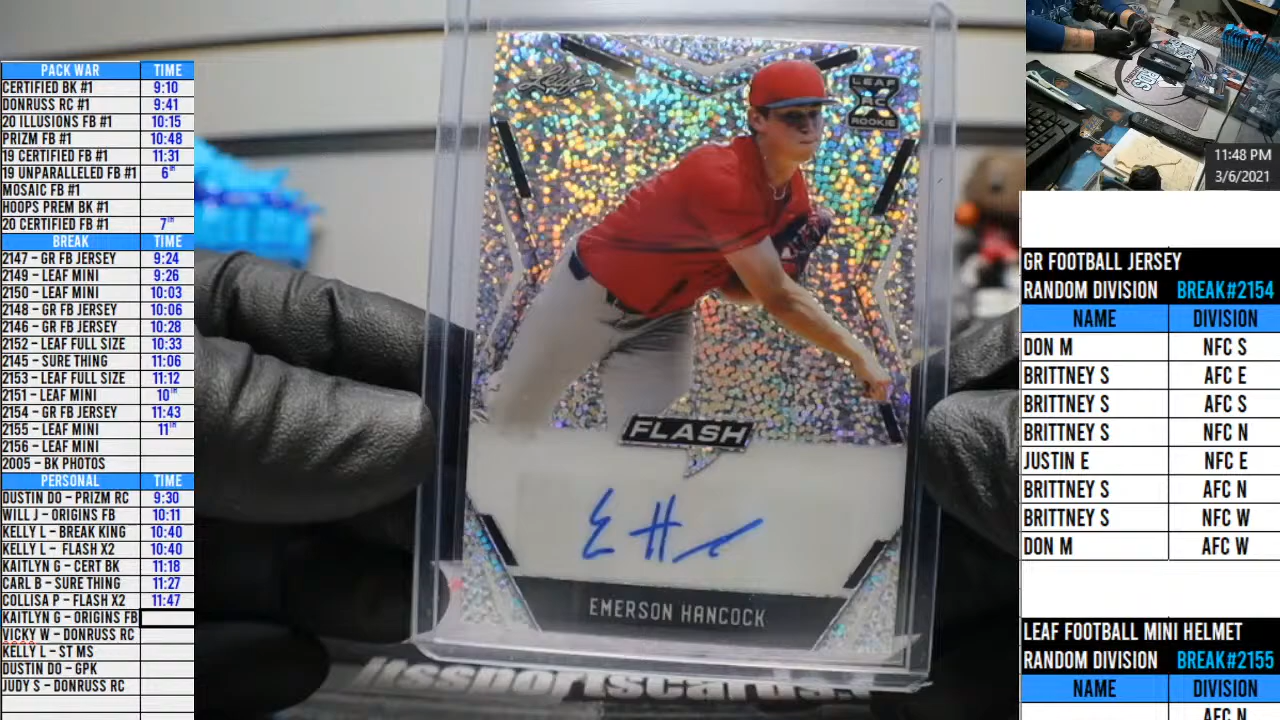 PACK WAR TIME
CERTIFIED BK #1 9:10
DONRUSS RC #1 9:41
20 ILLUSIONS FB #1 10:15
PRIZM FB #1 10:48
19 CERTIFIED FB #1 11:31
19 UNPARALLELED FB #1 6TH
MOSAIC FB #1
HOOPS PREM BK #1
20 CERTIFIED FB #1 7TH
BREAK TIME
2147 - GR FB JERSEY 9:24
2149 - LEAF MINI 9:26
2150 - LEAF MINI 10:03
2148 - GR FB JERSEY 10:06
2146 - GR FB JERSEY 10:28
2152 - LEAF FULL SIZE 10:33
2145 - SURE THING 11:06
2153 - LEAF FULL SIZE 11:12
2151 - LEAF MINI 10TH
2154 - GR FB JERSEY 11:43
2155 - LEAF MINI 11TH
2156 - LEAF MINI
2005 - BK PHOTOS
PERSONAL TIME
DUSTIN DO - PRIZM RC 9:30
WILL J - ORIGINS FB 10:11
KELLY L - BREAK KING 10:40
KELLY L - FLASH X2 10:40
KAITLYN G - CERT BK 11:18
CARL B - SURE THING 11:27
COLLISA P - FLASH X2 11:47
KAITLYN G - ORIGINS FB
VICKY W - DONRUSS RC
KELLY L - ST MS
DUSTIN DO - GPK
JUDY S - DONRUSS RC
Leaf
LEAF
RC
ROOKIE
FLASH
E H
EMERSON HANCOCK
itssportscards
11:48 PM
3/6/2021
GR FOOTBALL JERSEY
RANDOM DIVISION BREAK#2154
NAME DIVISION
DON M NFC S
BRITTNEY S AFC E
BRITTNEY S AFC S
BRITTNEY S NFC N
JUSTIN E NFC E
BRITTNEY S AFC N
BRITTNEY S NFC W
DON M AFC W
LEAF FOOTBALL MINI HELMET
RANDOM DIVISION BREAK#2155
NAME DIVISION
AFC N